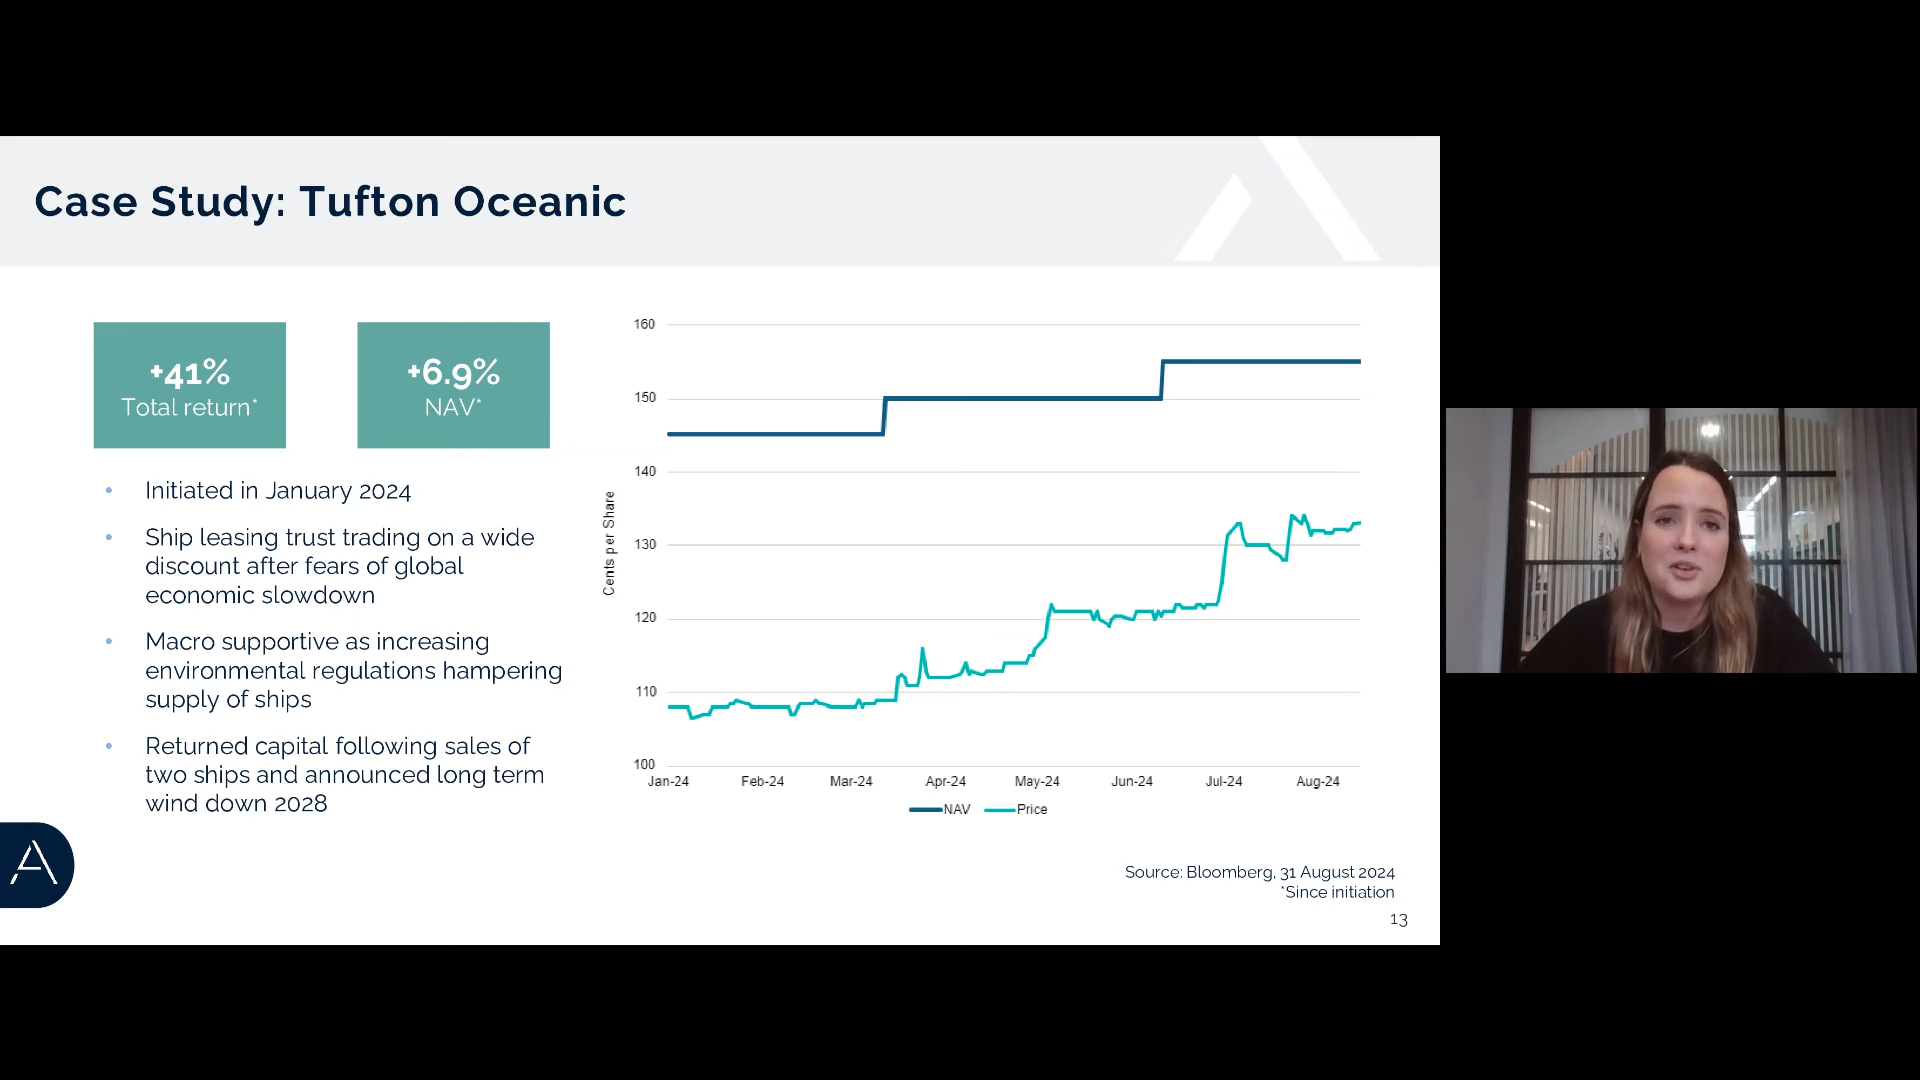 Case Study: Tufton Oceanic
+41%
Total return*
+6.9%
NAV*
• Initiated in January 2024
• Ship leasing trust trading on a wide
discount after fears of global
economic slowdown
• Macro supportive as increasing
environmental regulations hampering
supply of ships
• Returned capital following sales of
two ships and announced long term
wind down 2028
160
150
140
130
120
110
100
Cents per Share
Jan-24 Feb-24 Mar-24 Apr-24 May-24 Jun-24 Jul-24 Aug-24
NAV Price
Source: Bloomberg, 31 August 2024
*Since initiation
13